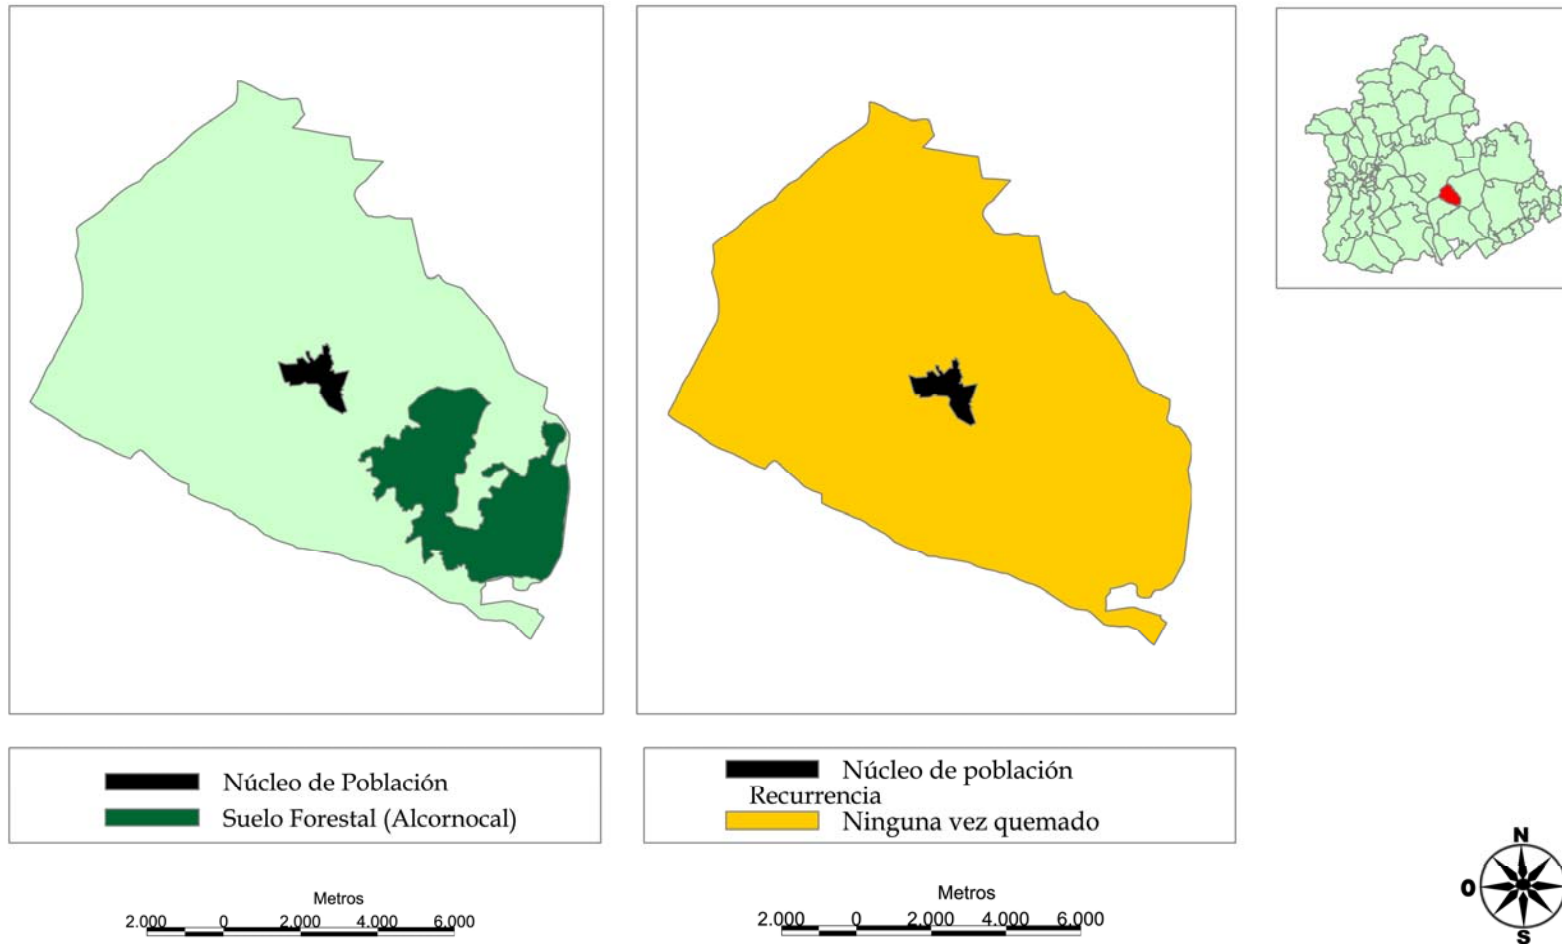 Núcleo de Población
Suelo Forestal (Alcornocal)
Núcleo de población
Recurrencia
Ninguna vez quemado
Metros
2.000 0 2.000 4.000 6.000
Metros
2.000 0 2.000 4.000 6.000
N
O
S